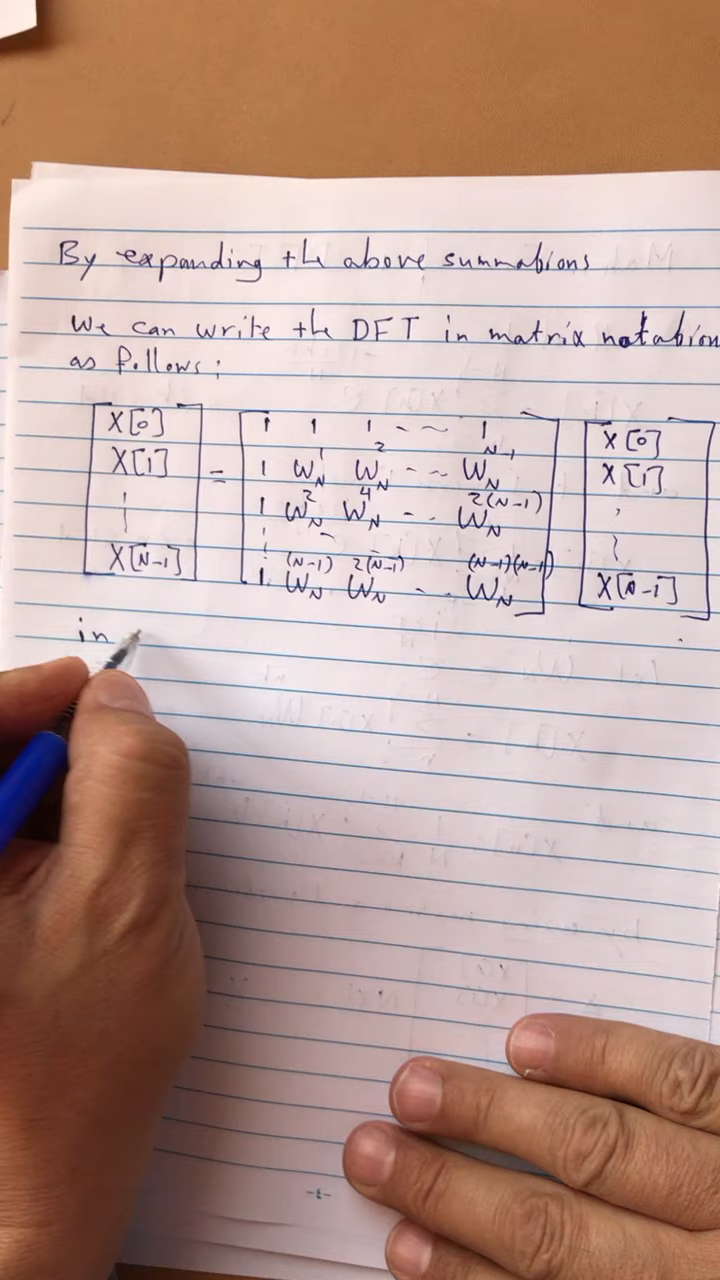 By expanding the above summations
We can write the DFT in matrix notation
as follows:
[X[0] X[1] ⋮ X[N-1]] = [1 1 1 -- 1; 1 W_N^1 W_N^2 -- W_N^{N-1}; 1 W_N^2 W_N^4 -- W_N^{2(N-1)}; ⋮; 1 W_N^{(N-1)} W_N^{2(N-1)} -- W_N^{(N-1)(N-1)}] [x[0] x[1] ⋮ x[N-1]]
in
-2-